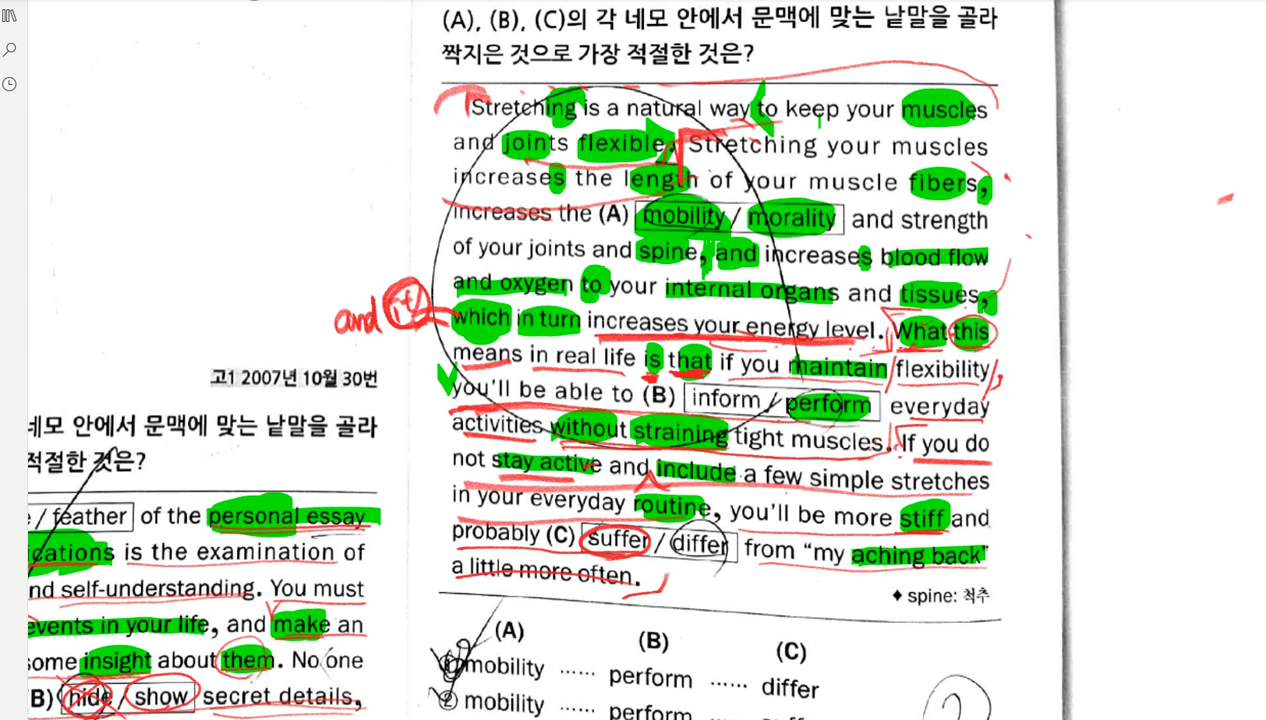 (A), (B), (C)의 각 네모 안에서 문맥에 맞는 낱말을 골라
짝지은 것으로 가장 적절한 것은?
Stretching is a natural way to keep your muscles
and joints flexible. Stretching your muscles
increases the length of your muscle fibers,
increases the (A) mobility / morality and strength
of your joints and spine, and increases blood flow
and oxygen to your internal organs and tissues,
and it
which in turn increases your energy level. What this
means in real life is that if you maintain flexibility,
you'll be able to (B) inform / perform everyday
activities without straining tight muscles. If you do
not stay active and include a few simple stretches
in your everyday routine, you'll be more stiff and
probably (C) suffer / differ from “my aching back”
a little more often.
♦ spine: 척추
(A) (B) (C)
① mobility …… perform …… differ
② mobility …… perform
2
고1 2007년 10월 30번
네모 안에서 문맥에 맞는 낱말을 골라
적절한 것은?
/ feather of the personal essay
ications is the examination of
nd self-understanding. You must
events in your life, and make an
some insight about them. No one
(B) hide / show secret details,